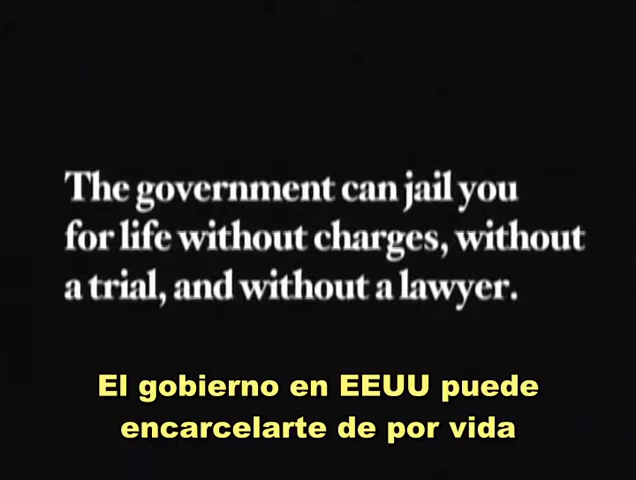 The government can jail you
for life without charges, without
a trial, and without a lawyer.
El gobierno en EEUU puede
encarcelarte de por vida